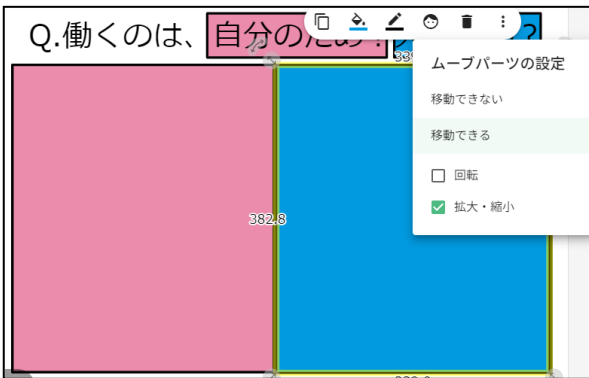 Q.働くのは、自分のため?
?
ムーブパーツの設定
移動できない
移動できる
回転
拡大・縮小
382.8